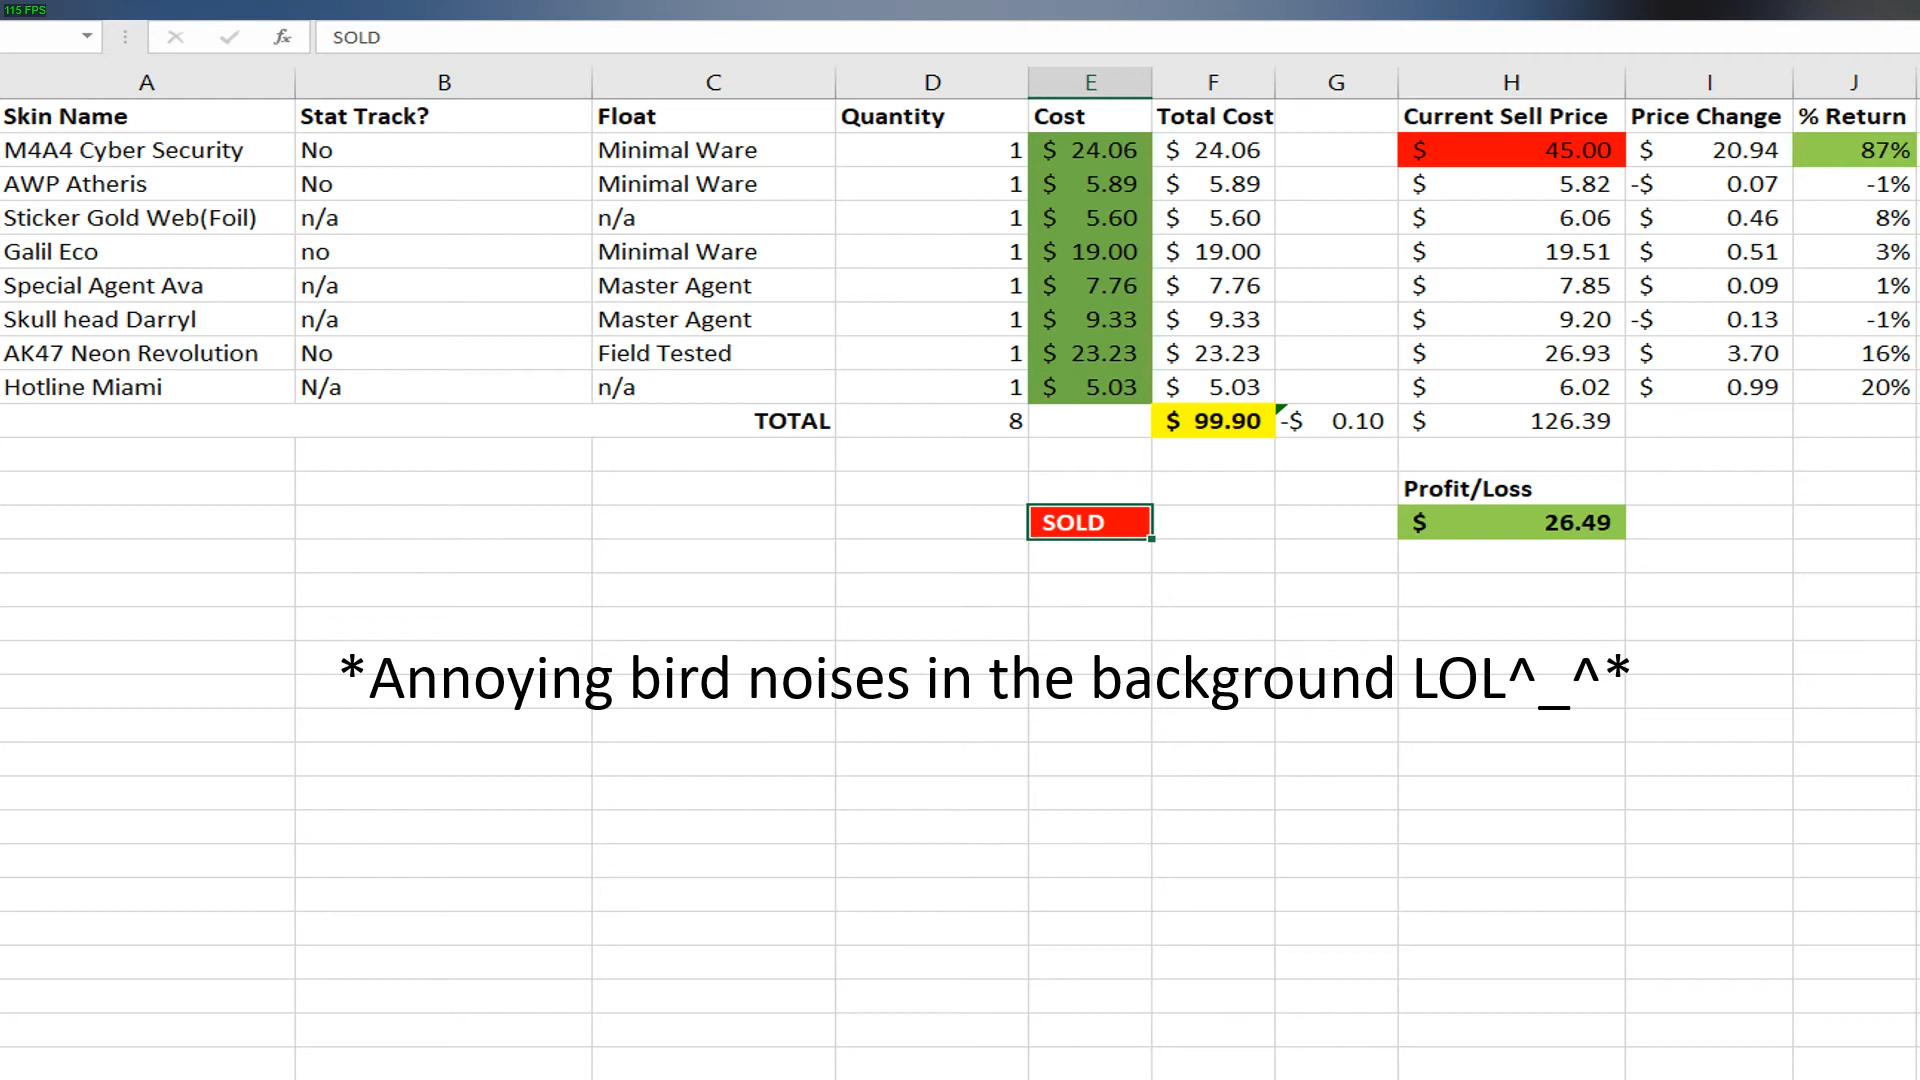 115 FPS
fx SOLD
A B C D E F G H I J
Skin Name Stat Track? Float Quantity Cost Total Cost Current Sell Price Price Change % Return
M4A4 Cyber Security No Minimal Ware 1 $ 24.06 $ 24.06 $ 45.00 $ 20.94 87%
AWP Atheris No Minimal Ware 1 $ 5.89 $ 5.89 $ 5.82 -$ 0.07 -1%
Sticker Gold Web(Foil) n/a n/a 1 $ 5.60 $ 5.60 $ 6.06 $ 0.46 8%
Galil Eco no Minimal Ware 1 $ 19.00 $ 19.00 $ 19.51 $ 0.51 3%
Special Agent Ava n/a Master Agent 1 $ 7.76 $ 7.76 $ 7.85 $ 0.09 1%
Skull head Darryl n/a Master Agent 1 $ 9.33 $ 9.33 $ 9.20 -$ 0.13 -1%
AK47 Neon Revolution No Field Tested 1 $ 23.23 $ 23.23 $ 26.93 $ 3.70 16%
Hotline Miami N/a n/a 1 $ 5.03 $ 5.03 $ 6.02 $ 0.99 20%
TOTAL 8 $ 99.90 -$ 0.10 $ 126.39
Profit/Loss
SOLD $ 26.49
*Annoying bird noises in the background LOL^_^*